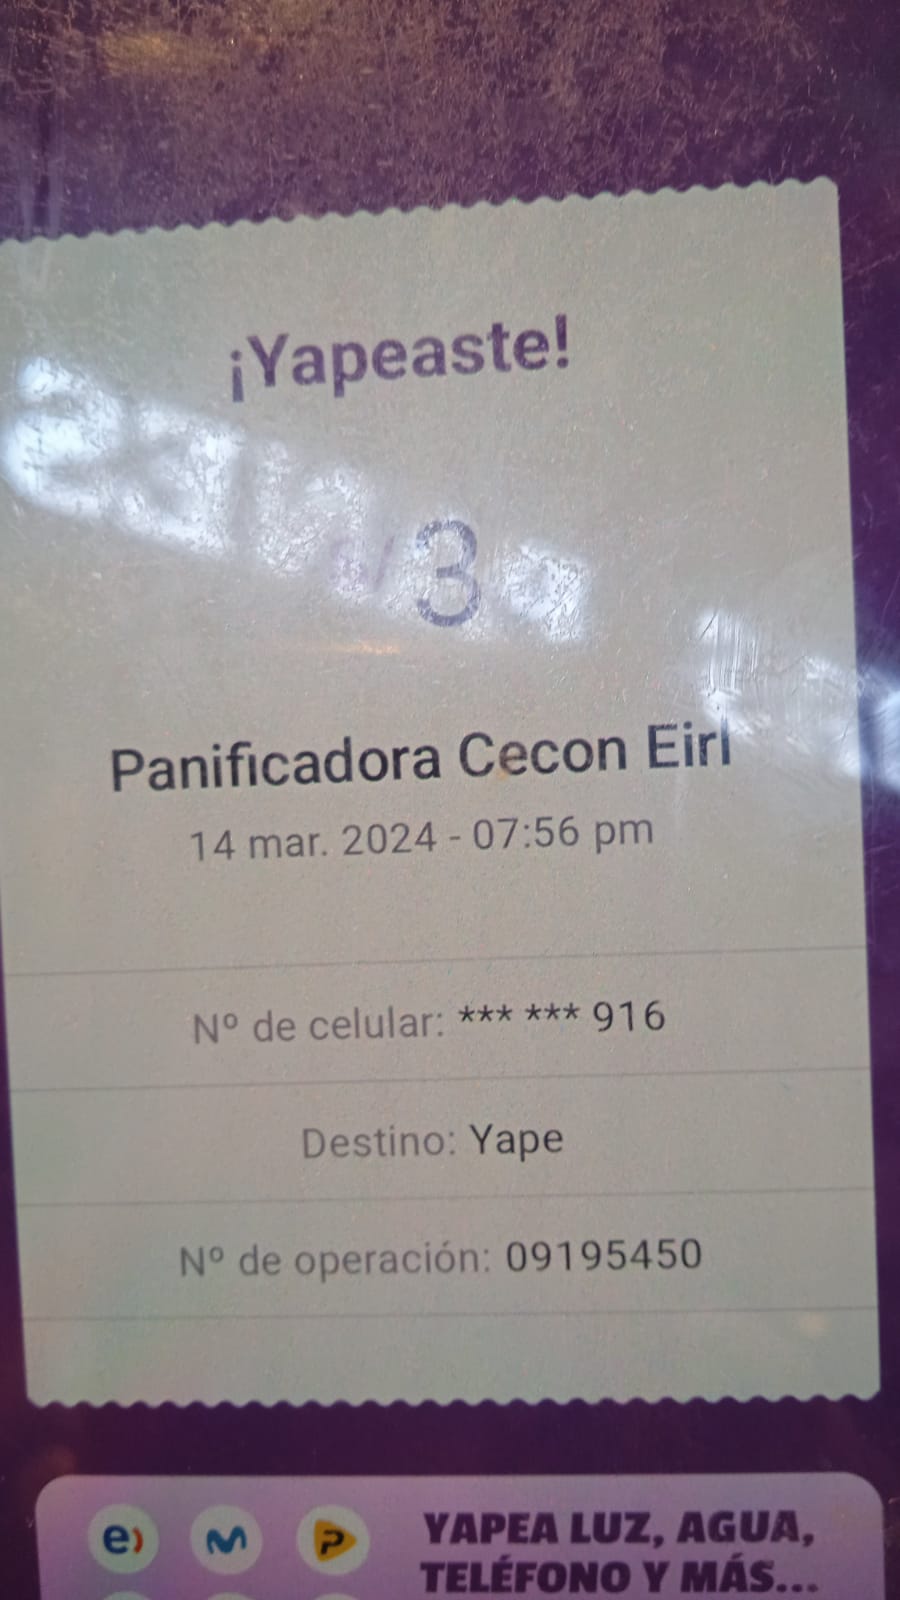 ¡Yapeaste!
S/ 3
Panificadora Cecon Eirl
14 mar. 2024 - 07:56 pm
Nº de celular: *** *** 916
Destino: Yape
Nº de operación: 09195450
e)
P
YAPEA LUZ, AGUA,
TELÉFONO Y MÁS...